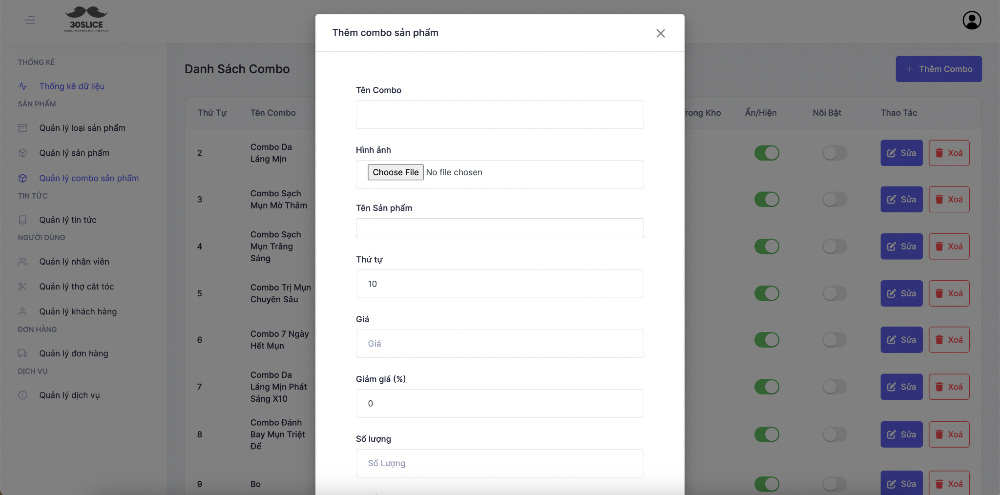 30SLICE
BARBER SHOP ĐẦU HÀNG VIỆT NAM
THỐNG KÊ
Thống kê dữ liệu
SẢN PHẨM
Quản lý loại sản phẩm
Quản lý sản phẩm
Quản lý combo sản phẩm
TIN TỨC
Quản lý tin tức
NGƯỜI DÙNG
Quản lý nhân viên
Quản lý thợ cắt tóc
Quản lý khách hàng
ĐƠN HÀNG
Quản lý đơn hàng
DỊCH VỤ
Quản lý dịch vụ
Danh Sách Combo
Thêm Combo
Thứ Tự Tên Combo Trong Kho Ẩn/Hiện Nỗi Bật Thao Tác
2 Combo Da
Láng Mịn
Sửa Xoá
3 Combo Sạch
Mụn Mờ Thâm
Sửa Xoá
4 Combo Sạch
Mụn Trắng
Sáng
Sửa Xoá
5 Combo Trị Mụn
Chuyên Sâu
Sửa Xoá
6 Combo 7 Ngày
Hết Mụn
Sửa Xoá
7 Combo Da
Láng Mịn Phát
Sáng X10
Sửa Xoá
8 Combo Đánh
Bay Mụn Triệt
Để
Sửa Xoá
9 Bo
Sửa Xoá
Thêm combo sản phẩm
Tên Combo
Hình ảnh
Choose File No file chosen
Tên Sản phẩm
Thứ tự
10
Giá
Giá
Giảm giá (%)
0
Số lượng
Số Lượng